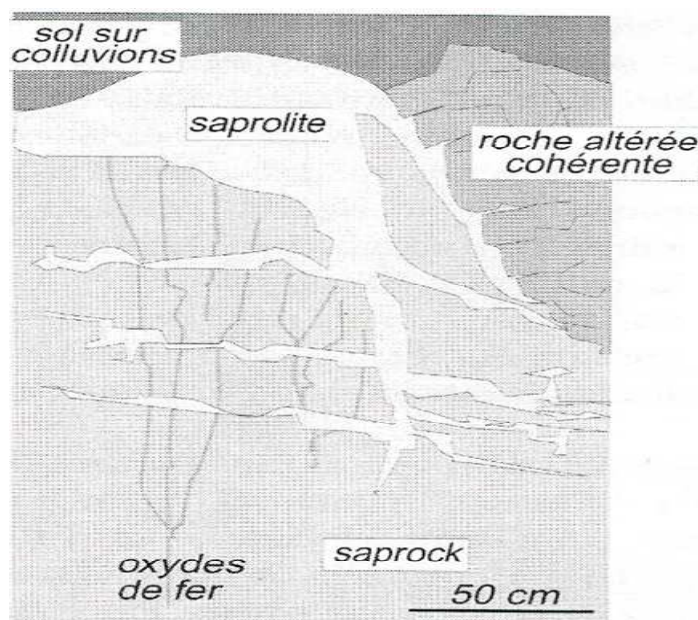 sol sur
colluvions
saprolite
roche altérée
cohérente
oxydes
de fer
saprock
50 cm